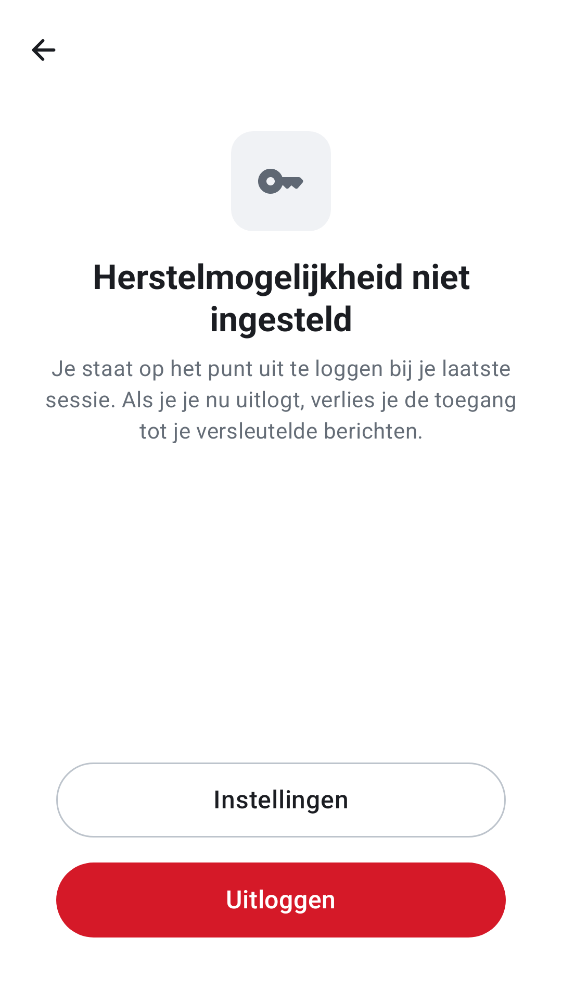 Herstelmogelijkheid niet
ingesteld
Je staat op het punt uit te loggen bij je laatste
sessie. Als je je nu uitlogt, verlies je de toegang
tot je versleutelde berichten.
Instellingen
Uitloggen